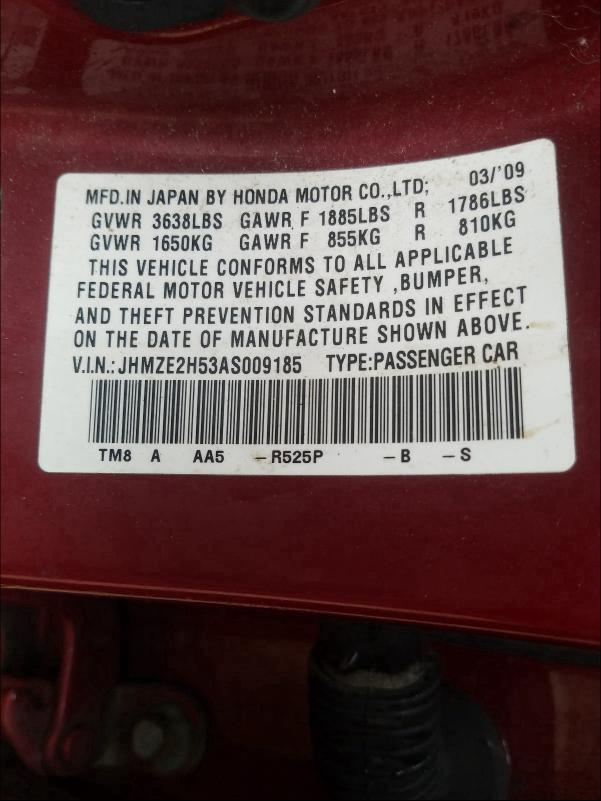 MFD.IN JAPAN BY HONDA MOTOR CO.,LTD; 03/'09
GVWR 3638LBS GAWR F 1885LBS R 1786LBS
GVWR 1650KG GAWR F 855KG R 810KG
THIS VEHICLE CONFORMS TO ALL APPLICABLE
FEDERAL MOTOR VEHICLE SAFETY ,BUMPER,
AND THEFT PREVENTION STANDARDS IN EFFECT
ON THE DATE OF MANUFACTURE SHOWN ABOVE.
V.I.N.:JHMZE2H53AS009185 TYPE:PASSENGER CAR
TM8 A AA5 -R525P -B -S